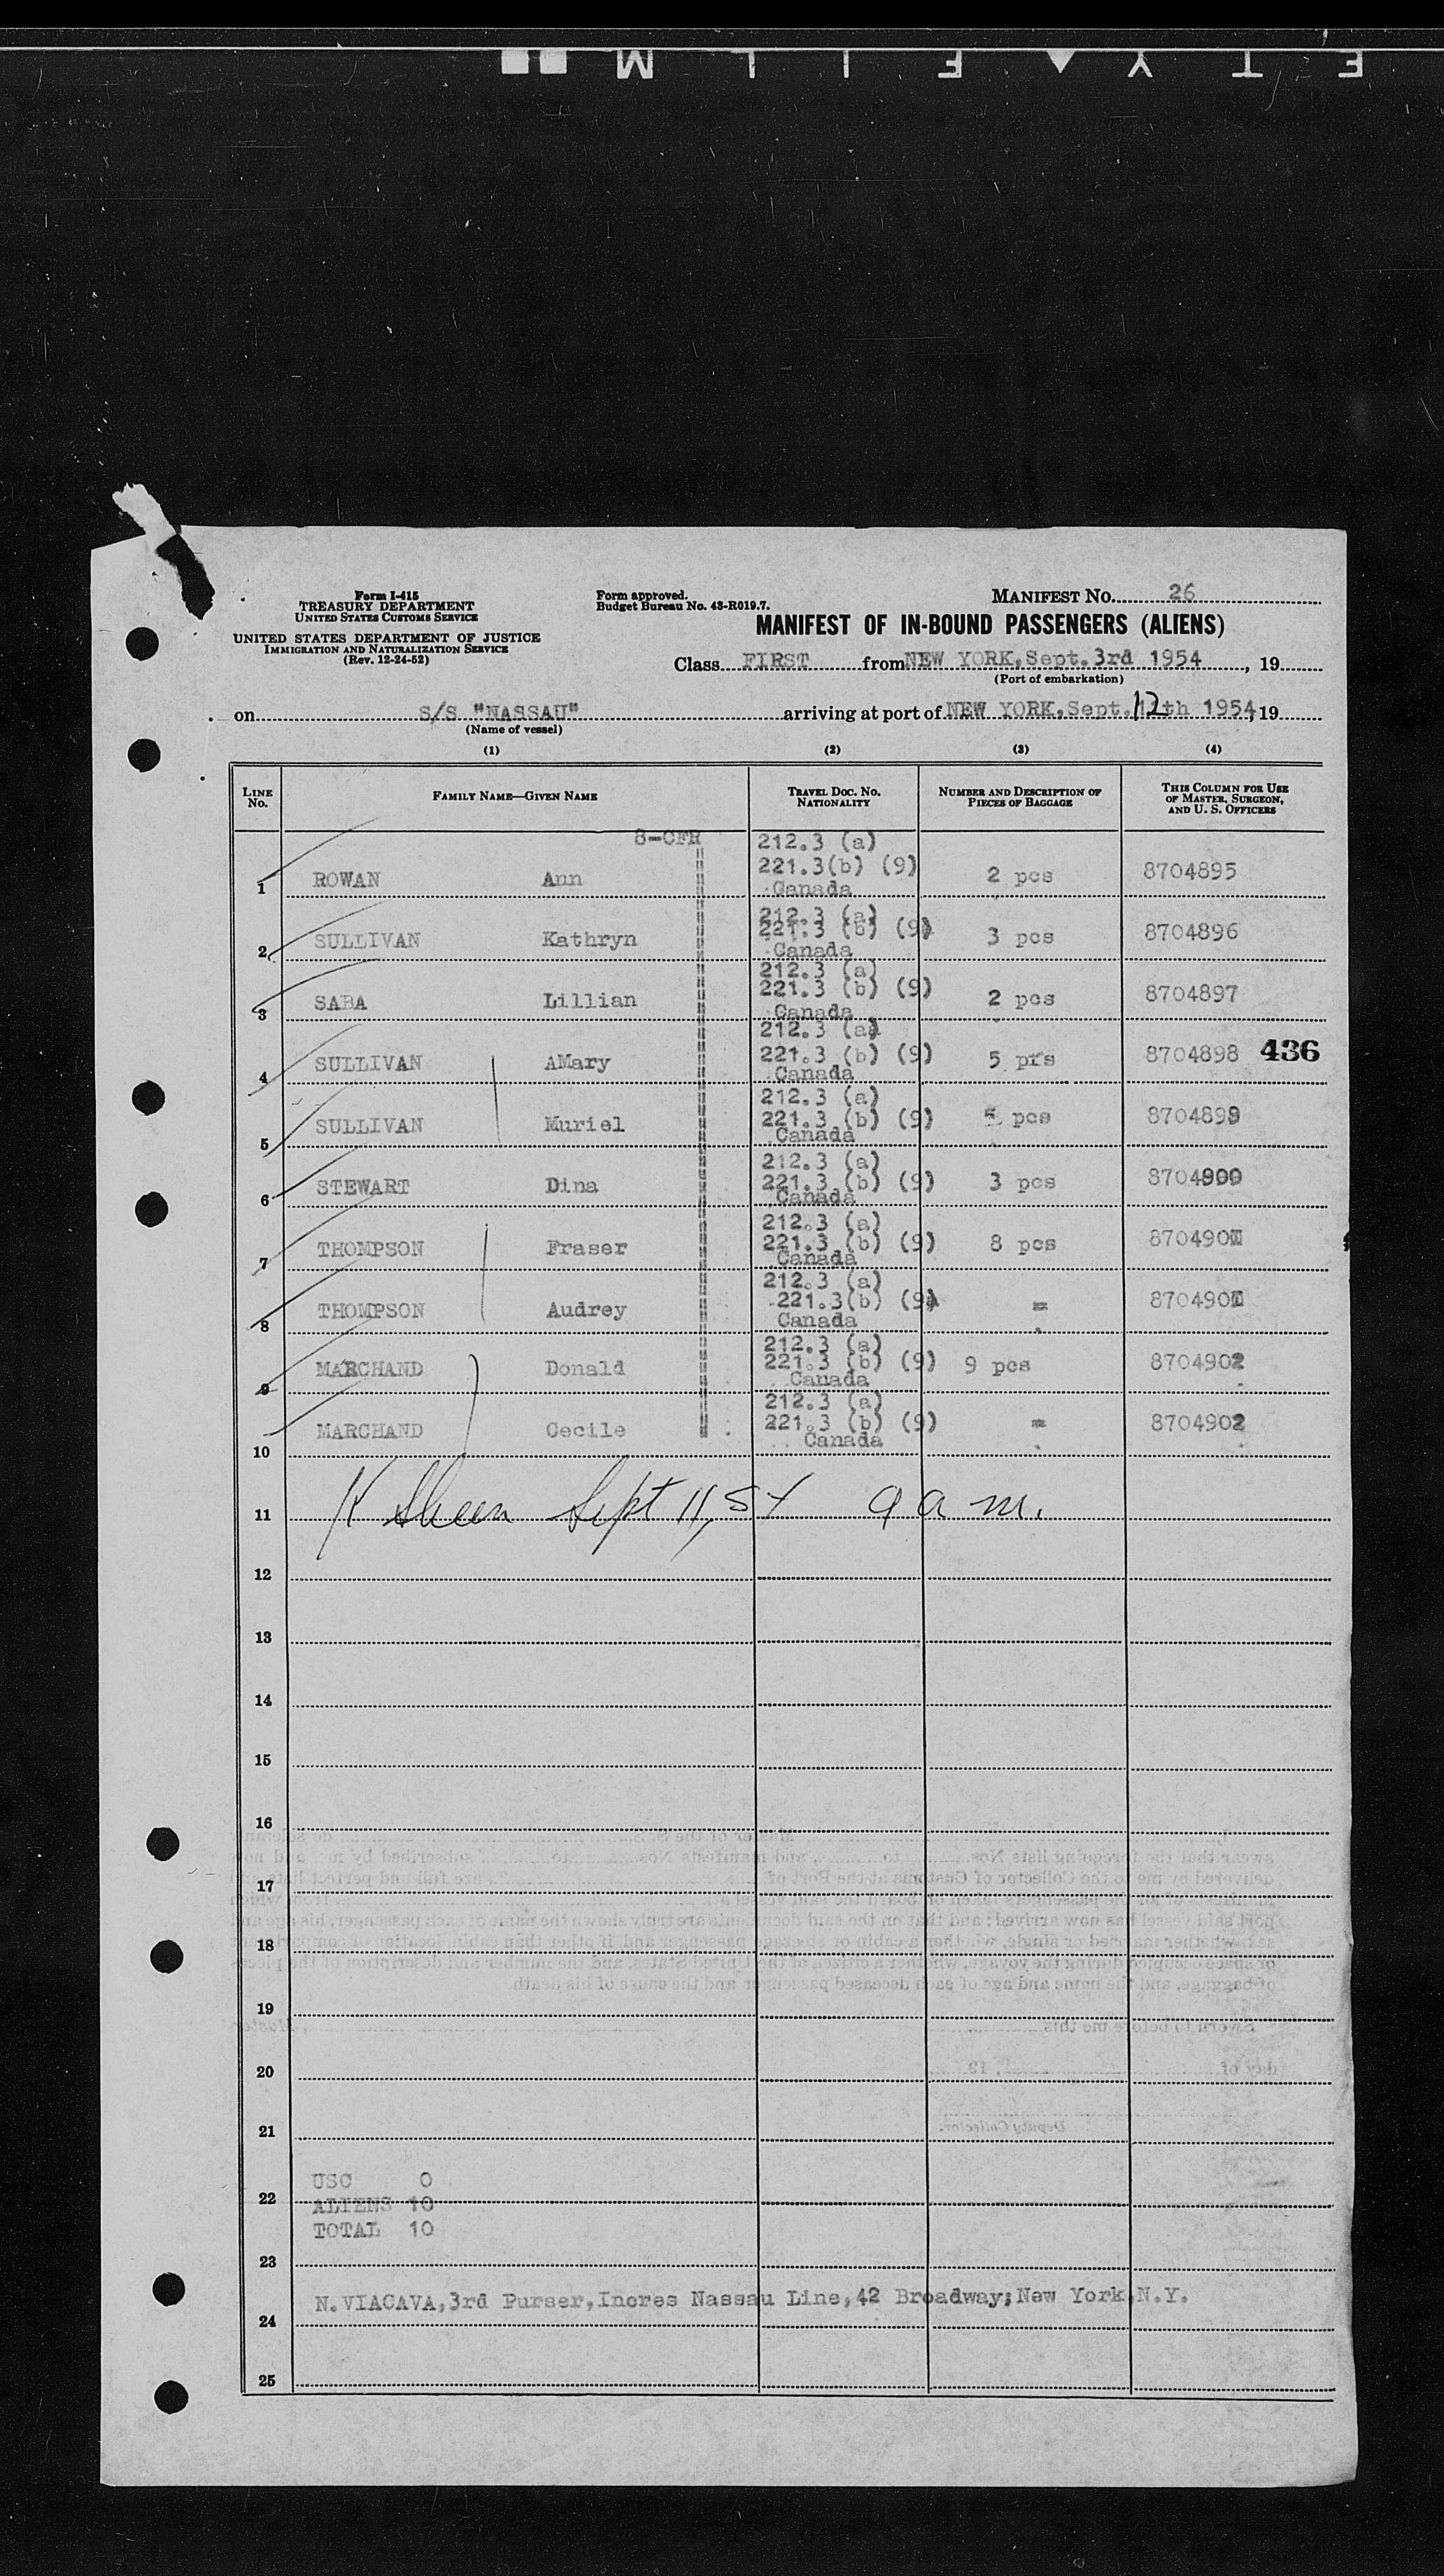 SAFETY FILM
Form I-415
TREASURY DEPARTMENT
UNITED STATES CUSTOMS SERVICE
UNITED STATES DEPARTMENT OF JUSTICE
IMMIGRATION AND NATURALIZATION SERVICE
(Rev. 12-24-52)
Form approved.
Budget Bureau No. 43-R019.7.
MANIFEST No. 26
MANIFEST OF IN-BOUND PASSENGERS (ALIENS)
Class FIRST from NEW YORK,Sept.3rd 1954, 19
(Port of embarkation)
on S/S "NASSAU" arriving at port of NEW YORK,Sept.12th 1954, 19
(Name of vessel)
(1) (2) (3) (4)
LINE No. FAMILY NAME—GIVEN NAME TRAVEL DOC. NO. NATIONALITY NUMBER AND DESCRIPTION OF PIECES OF BAGGAGE THIS COLUMN FOR USE OF MASTER, SURGEON, AND U. S. OFFICERS
8-CFR 212.3 (a)
221.3(b) (9)
1 ROWAN Ann Canada 2 pcs 8704895
212.3 (a)
221.3 (b) (9)
2 SULLIVAN Kathryn Canada 3 pcs 8704896
212.3 (a)
221.3 (b) (9)
3 SABA Lillian Canada 2 pcs 8704897
212.3 (a)
221.3 (b) (9)
4 SULLIVAN AMary Canada 5 prs 8704898 436
212.3 (a)
221.3 (b) (9)
5 SULLIVAN Muriel Canada 5 pcs 8704899
212.3 (a)
221.3 (b) (9)
6 STEWART Dina Canada 3 pcs 8704900
212.3 (a)
221.3 (b) (9)
7 THOMPSON Fraser Canada 8 pcs 8704901
212.3 (a)
221.3(b) (9)
8 THOMPSON Audrey Canada = 8704901
212.3 (a)
221.3 (b) (9)
9 MARCHAND Donald Canada 9 pcs 8704902
212.3 (a)
221.3 (b) (9)
10 MARCHAND Cecile Canada = 8704902
11 K Sheen Sept 11,54 9 a m.
12
13
14
15
16
17
18
19
20
21
USC 0
22 ALIENS 10
TOTAL 10
23
N.VIACAVA,3rd Purser,Incres Nassau Line,42 Broadway;New York,N.Y.
24
25